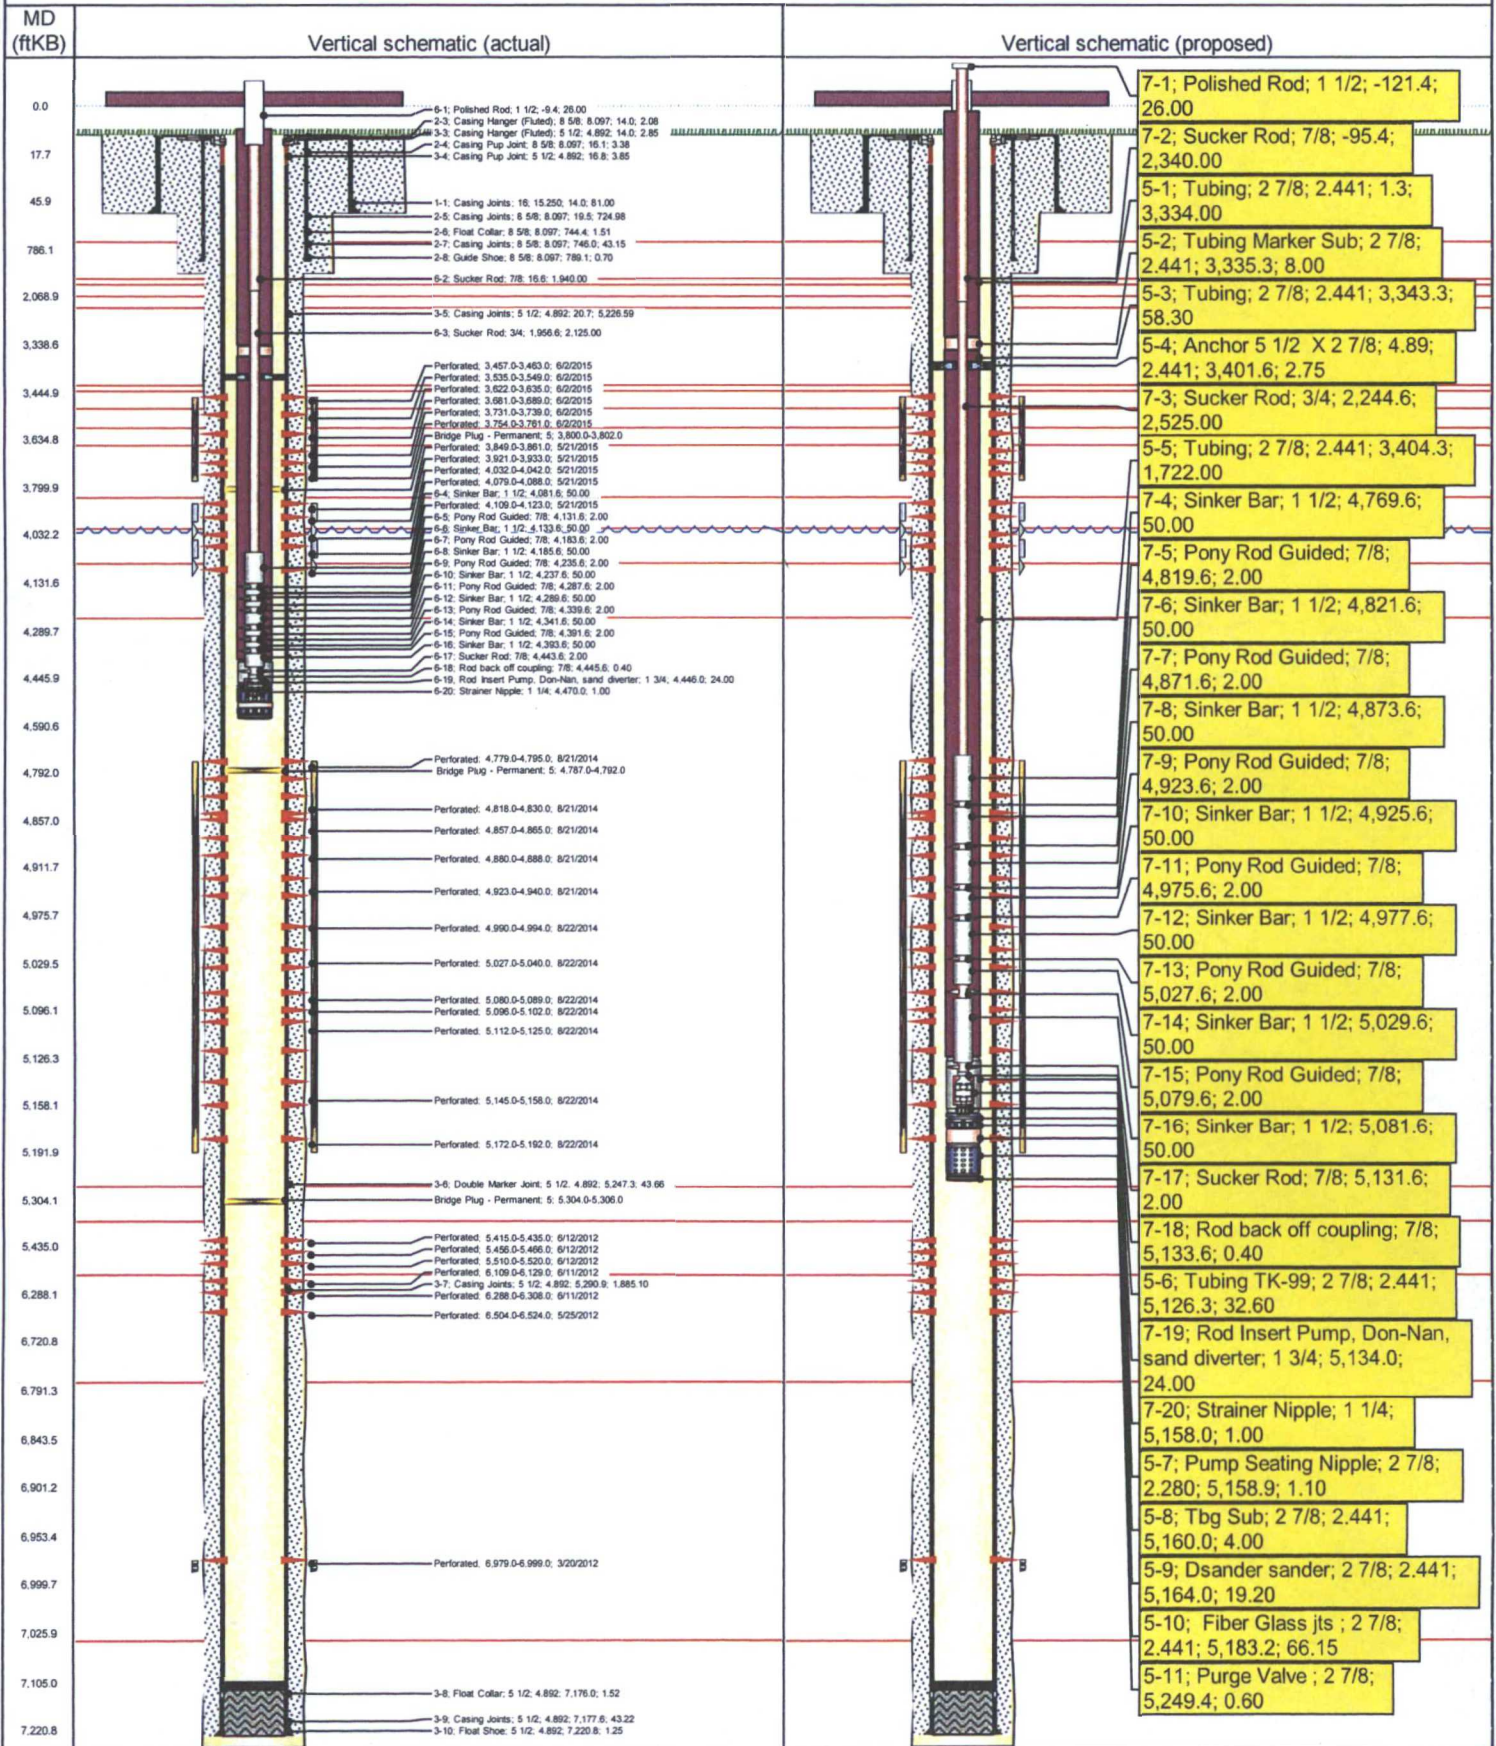 MD
(ftKB)
Vertical schematic (actual)
Vertical schematic (proposed)
0.0
17.7
45.9
786.1
2,068.9
3,338.6
3,444.9
3,634.8
3,799.9
4,032.2
4,131.6
4,289.7
4,445.9
4,590.6
4,792.0
4,857.0
4,911.7
4,975.7
5,029.5
5,096.1
5,126.3
5,158.1
5,191.9
5,304.1
5,435.0
6,288.1
6,720.8
6,791.3
6,843.5
6,901.2
6,953.4
6,999.7
7,025.9
7,105.0
7,220.8
6-1; Polished Rod; 1 1/2; -9.4; 26.00
2-3; Casing Hanger (Fluted); 8 5/8; 8.097; 14.0; 2.08
3-3; Casing Hanger (Fluted); 5 1/2; 4.892; 14.0; 2.85
2-4; Casing Pup Joint; 8 5/8; 8.097; 16.1; 3.38
3-4; Casing Pup Joint; 5 1/2; 4.892; 16.8; 3.85
1-1; Casing Joints; 16; 15.250; 14.0; 81.00
2-5; Casing Joints; 8 5/8; 8.097; 19.5; 724.98
2-6; Float Collar; 8 5/8; 8.097; 744.4; 1.51
2-7; Casing Joints; 8 5/8; 8.097; 746.0; 43.15
2-8; Guide Shoe; 8 5/8; 8.097; 789.1; 0.70
6-2; Sucker Rod; 7/8; 16.6; 1,940.00
3-5; Casing Joints; 5 1/2; 4.892; 20.7; 5,226.59
6-3; Sucker Rod; 3/4; 1,956.6; 2,125.00
Perforated; 3,457.0-3,463.0; 6/2/2015
Perforated; 3,535.0-3,549.0; 6/2/2015
Perforated; 3,622.0-3,635.0; 6/2/2015
Perforated; 3,681.0-3,689.0; 6/2/2015
Perforated; 3,731.0-3,739.0; 6/2/2015
Perforated; 3,754.0-3,761.0; 6/2/2015
Bridge Plug - Permanent; 5; 3,800.0-3,802.0
Perforated; 3,849.0-3,861.0; 5/21/2015
Perforated; 3,921.0-3,933.0; 5/21/2015
Perforated; 4,032.0-4,042.0; 5/21/2015
Perforated; 4,079.0-4,088.0; 5/21/2015
6-4; Sinker Bar; 1 1/2; 4,081.6; 50.00
Perforated; 4,109.0-4,123.0; 5/21/2015
6-5; Pony Rod Guided; 7/8; 4,131.6; 2.00
6-6; Sinker Bar; 1 1/2; 4,133.6; 50.00
6-7; Pony Rod Guided; 7/8; 4,183.6; 2.00
6-8; Sinker Bar; 1 1/2; 4,185.6; 50.00
6-9; Pony Rod Guided; 7/8; 4,235.6; 2.00
6-10; Sinker Bar; 1 1/2; 4,237.6; 50.00
6-11; Pony Rod Guided; 7/8; 4,287.6; 2.00
6-12; Sinker Bar; 1 1/2; 4,289.6; 50.00
6-13; Pony Rod Guided; 7/8; 4,339.6; 2.00
6-14; Sinker Bar; 1 1/2; 4,341.6; 50.00
6-15; Pony Rod Guided; 7/8; 4,391.6; 2.00
6-16; Sinker Bar; 1 1/2; 4,393.6; 50.00
6-17; Sucker Rod; 7/8; 4,443.6; 2.00
6-18; Rod back off coupling; 7/8; 4,445.6; 0.40
6-19; Rod Insert Pump, Don-Nan, sand diverter; 1 3/4; 4,446.0; 24.00
6-20; Strainer Nipple; 1 1/4; 4,470.0; 1.00
Perforated; 4,779.0-4,795.0; 8/21/2014
Bridge Plug - Permanent; 5; 4,787.0-4,792.0
Perforated; 4,818.0-4,830.0; 8/21/2014
Perforated; 4,857.0-4,865.0; 8/21/2014
Perforated; 4,880.0-4,888.0; 8/21/2014
Perforated; 4,923.0-4,940.0; 8/21/2014
Perforated; 4,990.0-4,994.0; 8/22/2014
Perforated; 5,027.0-5,040.0; 8/22/2014
Perforated; 5,080.0-5,089.0; 8/22/2014
Perforated; 5,096.0-5,102.0; 8/22/2014
Perforated; 5,112.0-5,125.0; 8/22/2014
Perforated; 5,145.0-5,158.0; 8/22/2014
Perforated; 5,172.0-5,192.0; 8/22/2014
3-6; Double Marker Joint; 5 1/2; 4.892; 5,247.3; 43.66
Bridge Plug - Permanent; 5; 5,304.0-5,306.0
Perforated; 5,415.0-5,435.0; 6/12/2012
Perforated; 5,456.0-5,466.0; 6/12/2012
Perforated; 5,510.0-5,520.0; 6/12/2012
Perforated; 6,109.0-6,129.0; 6/11/2012
3-7; Casing Joints; 5 1/2; 4.892; 5,290.9; 1,885.10
Perforated; 6,288.0-6,308.0; 6/11/2012
Perforated; 6,504.0-6,524.0; 5/25/2012
Perforated; 6,979.0-6,999.0; 3/20/2012
3-8; Float Collar; 5 1/2; 4.892; 7,176.0; 1.52
3-9; Casing Joints; 5 1/2; 4.892; 7,177.6; 43.22
3-10; Float Shoe; 5 1/2; 4.892; 7,220.8; 1.25
7-1; Polished Rod; 1 1/2; -121.4;
26.00
7-2; Sucker Rod; 7/8; -95.4;
2,340.00
5-1; Tubing; 2 7/8; 2.441; 1.3;
3,334.00
5-2; Tubing Marker Sub; 2 7/8;
2.441; 3,335.3; 8.00
5-3; Tubing; 2 7/8; 2.441; 3,343.3;
58.30
5-4; Anchor 5 1/2 X 2 7/8; 4.89;
2.441; 3,401.6; 2.75
7-3; Sucker Rod; 3/4; 2,244.6;
2,525.00
5-5; Tubing; 2 7/8; 2.441; 3,404.3;
1,722.00
7-4; Sinker Bar; 1 1/2; 4,769.6;
50.00
7-5; Pony Rod Guided; 7/8;
4,819.6; 2.00
7-6; Sinker Bar; 1 1/2; 4,821.6;
50.00
7-7; Pony Rod Guided; 7/8;
4,871.6; 2.00
7-8; Sinker Bar; 1 1/2; 4,873.6;
50.00
7-9; Pony Rod Guided; 7/8;
4,923.6; 2.00
7-10; Sinker Bar; 1 1/2; 4,925.6;
50.00
7-11; Pony Rod Guided; 7/8;
4,975.6; 2.00
7-12; Sinker Bar; 1 1/2; 4,977.6;
50.00
7-13; Pony Rod Guided; 7/8;
5,027.6; 2.00
7-14; Sinker Bar; 1 1/2; 5,029.6;
50.00
7-15; Pony Rod Guided; 7/8;
5,079.6; 2.00
7-16; Sinker Bar; 1 1/2; 5,081.6;
50.00
7-17; Sucker Rod; 7/8; 5,131.6;
2.00
7-18; Rod back off coupling; 7/8;
5,133.6; 0.40
5-6; Tubing TK-99; 2 7/8; 2.441;
5,126.3; 32.60
7-19; Rod Insert Pump, Don-Nan,
sand diverter; 1 3/4; 5,134.0;
24.00
7-20; Strainer Nipple; 1 1/4;
5,158.0; 1.00
5-7; Pump Seating Nipple; 2 7/8;
2.280; 5,158.9; 1.10
5-8; Tbg Sub; 2 7/8; 2.441;
5,160.0; 4.00
5-9; Dsander sander; 2 7/8; 2.441;
5,164.0; 19.20
5-10; Fiber Glass jts ; 2 7/8;
2.441; 5,183.2; 66.15
5-11; Purge Valve ; 2 7/8;
5,249.4; 0.60